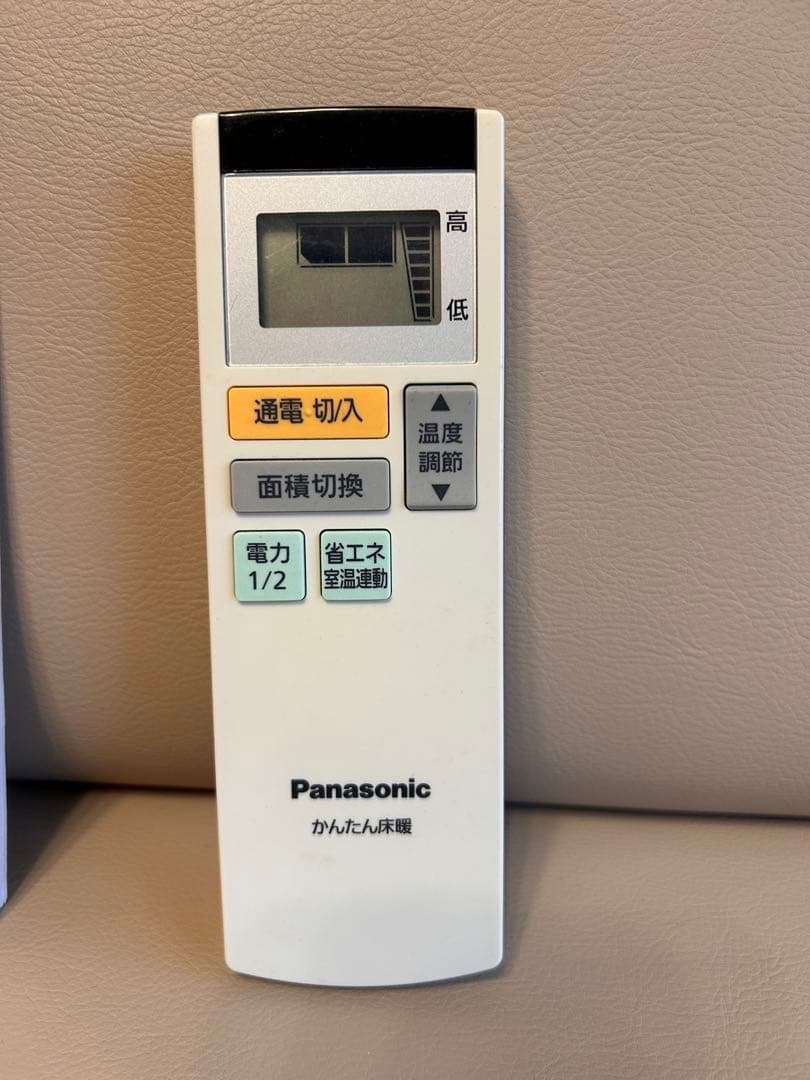 高
低
通電 切/入
▲
温度
調節
▼
面積切換
電力
1/2
省エネ
室温連動
Panasonic
かんたん床暖